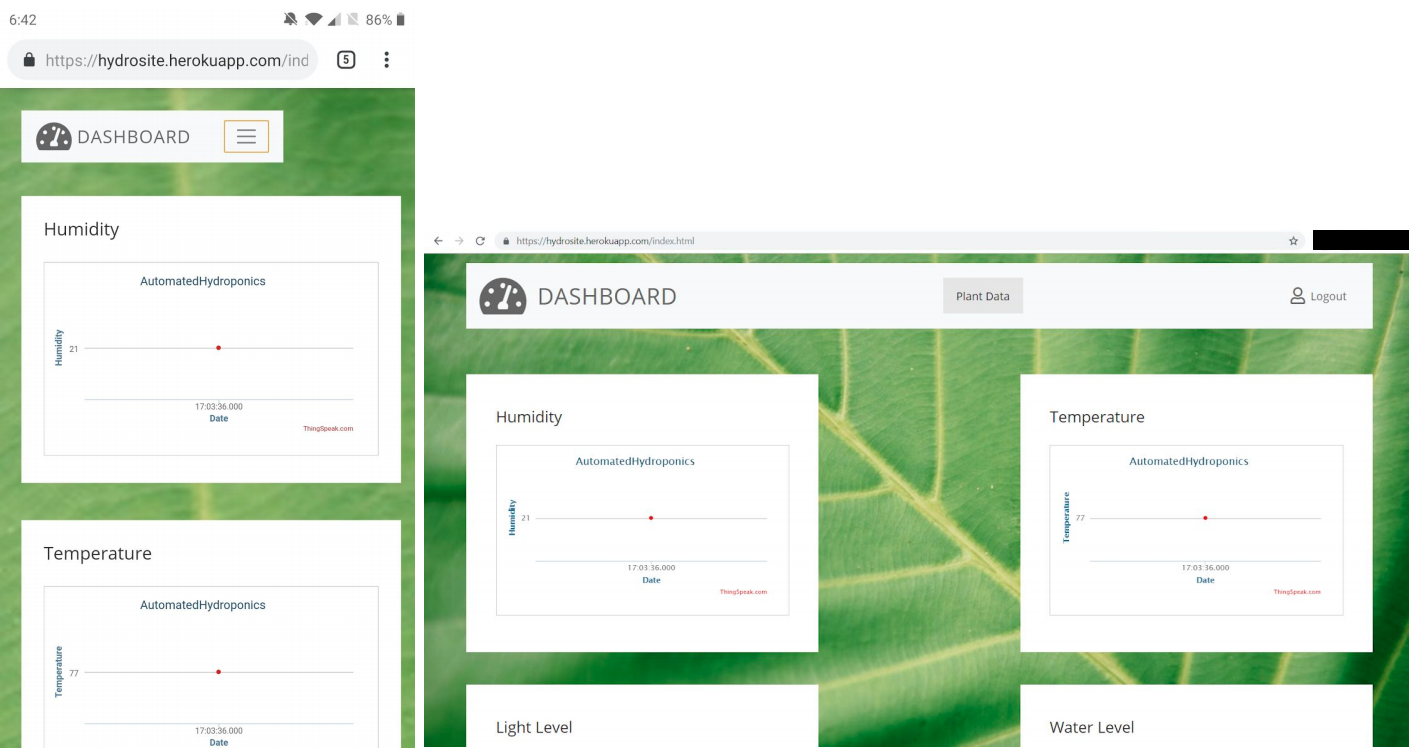 6:42
86%
https://hydrosite.herokuapp.com/ind
5
DASHBOARD
Humidity
AutomatedHydroponics
Humidity
21
17:03:36.000
Date
ThingSpeak.com
Temperature
AutomatedHydroponics
Temperature
77
17:03:36.000
Date
https://hydrosite.herokuapp.com/index.html
DASHBOARD
Plant Data
Logout
Humidity
AutomatedHydroponics
Humidity
21
17:03:36.000
Date
ThingSpeak.com
Temperature
AutomatedHydroponics
Temperature
77
17:03:36.000
Date
ThingSpeak.com
Light Level
Water Level